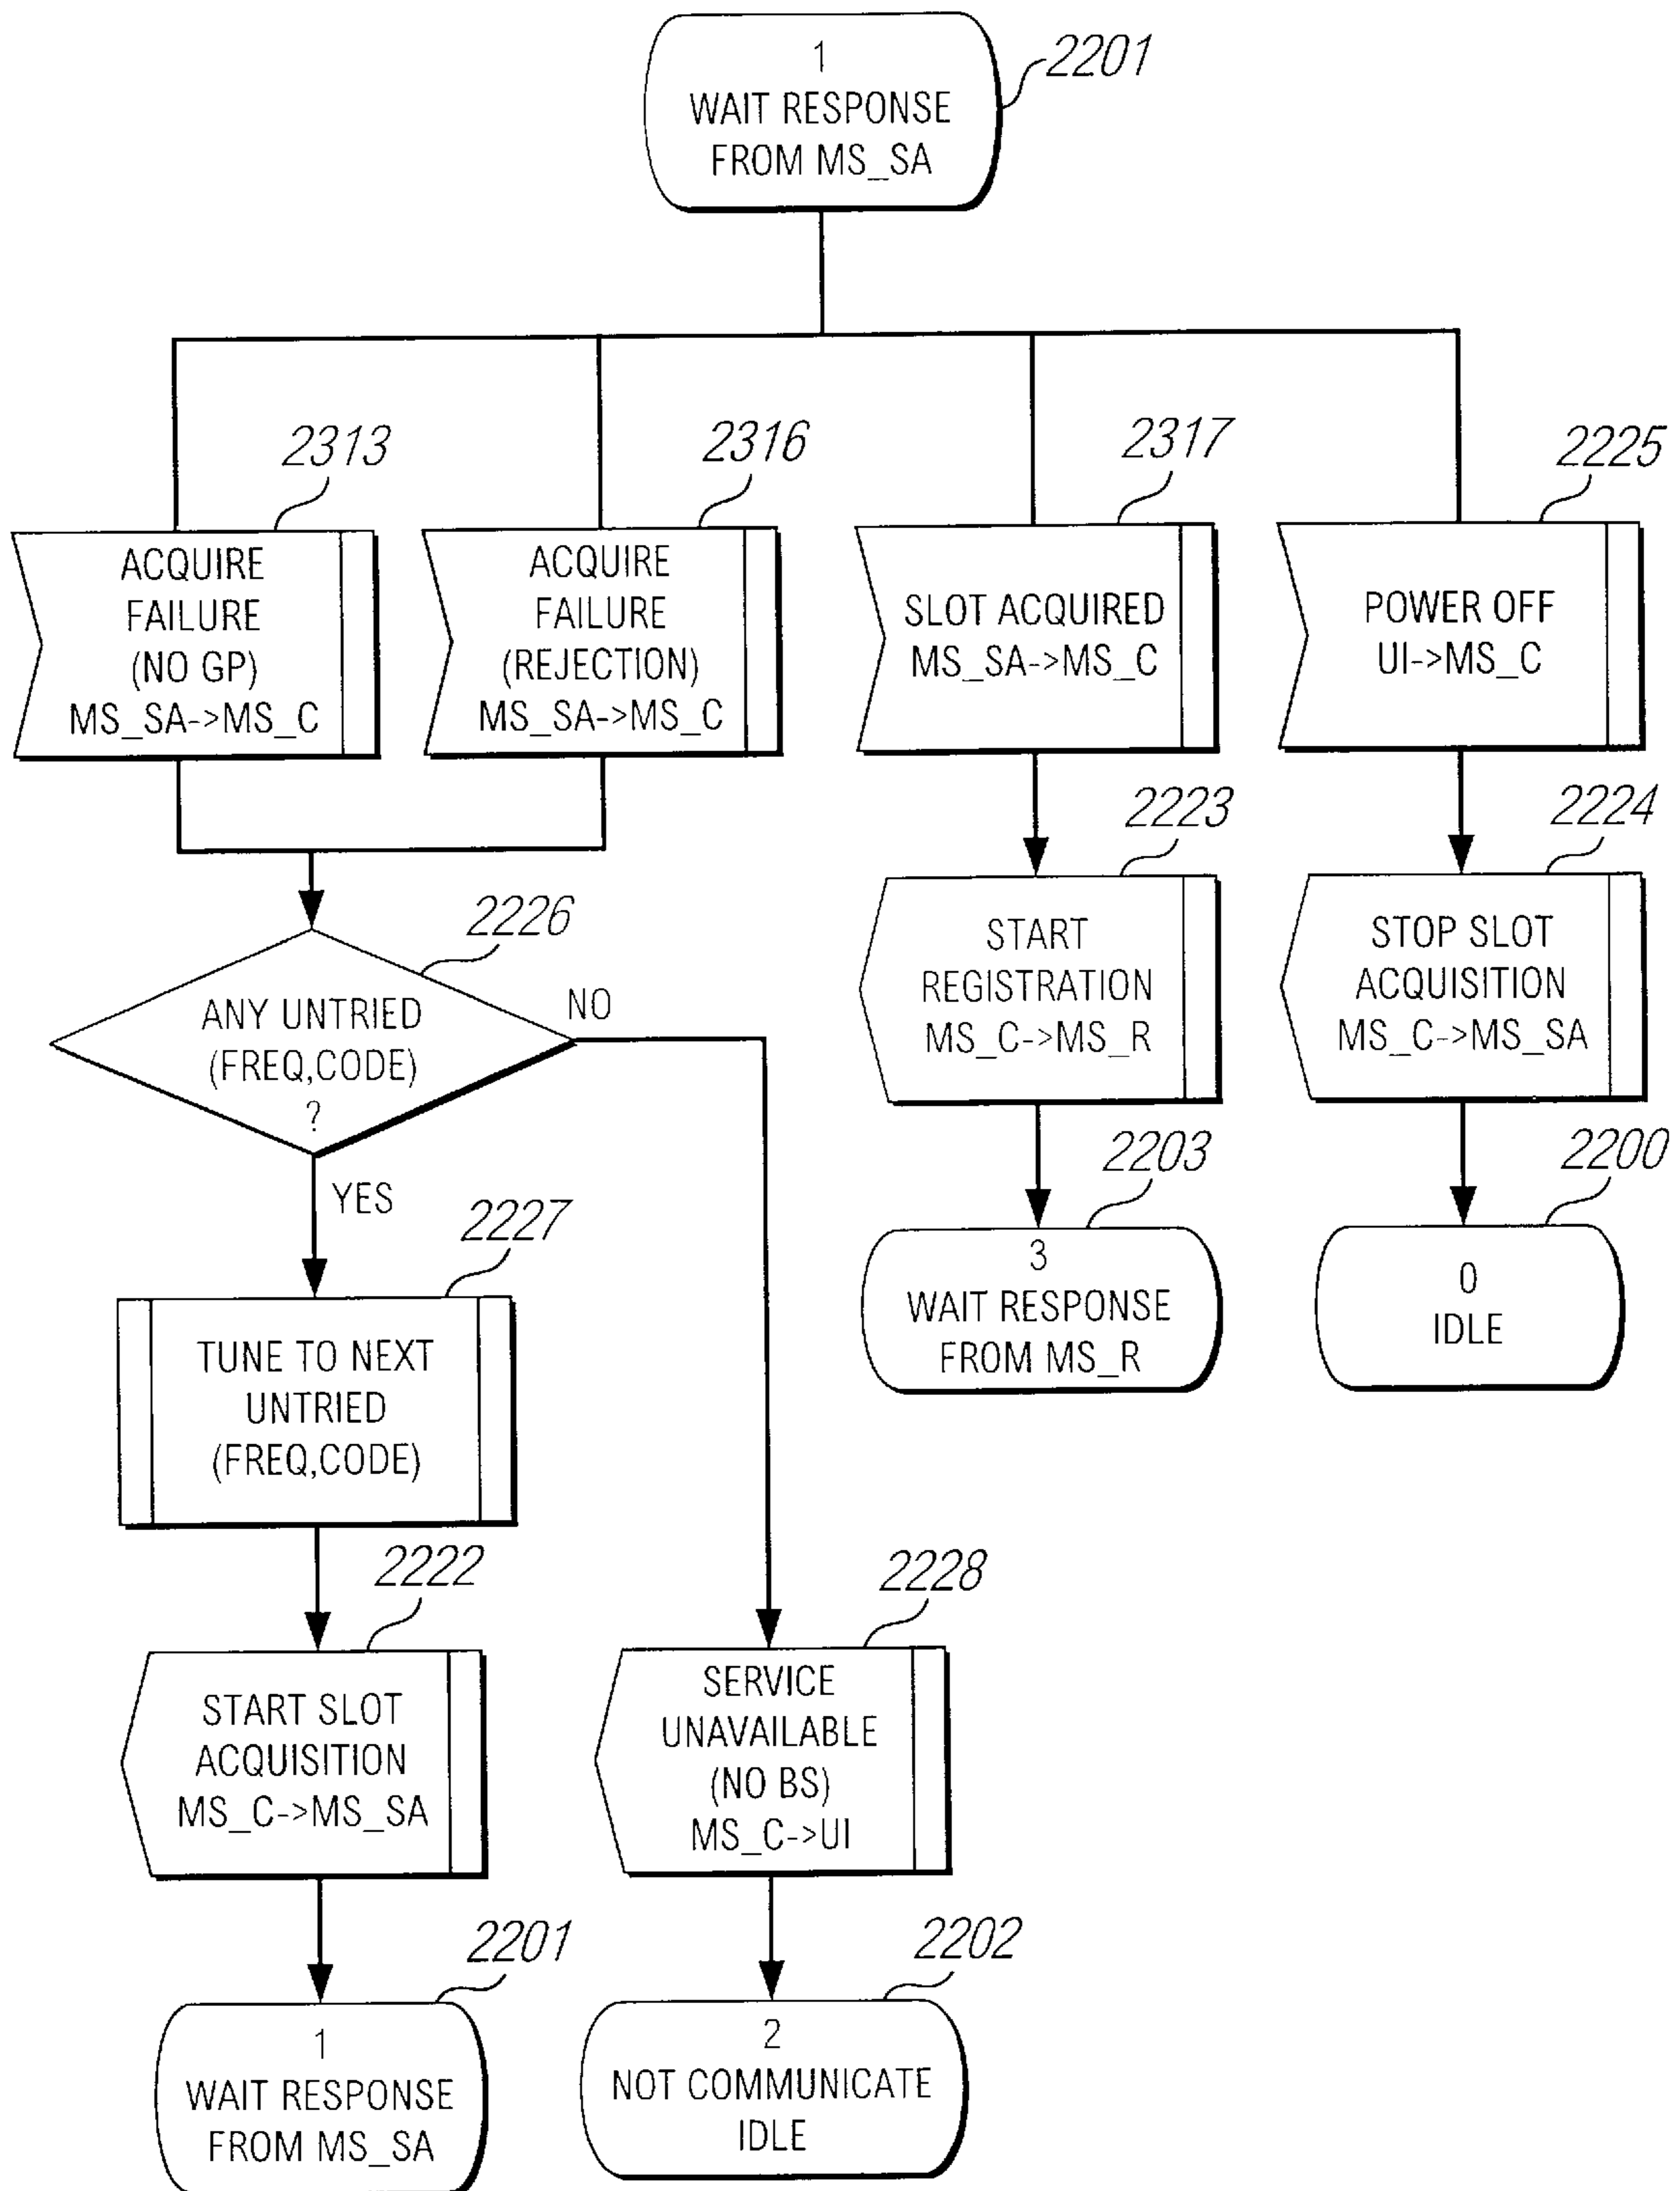 2201
1
WAIT RESPONSE
FROM MS_SA
2313
ACQUIRE
FAILURE
(NO GP)
MS_SA->MS_C
2316
ACQUIRE
FAILURE
(REJECTION)
MS_SA->MS_C
2317
SLOT ACQUIRED
MS_SA->MS_C
2225
POWER OFF
UI->MS_C
2223
START
REGISTRATION
MS_C->MS_R
2224
STOP SLOT
ACQUISITION
MS_C->MS_SA
2226
ANY UNTRIED
(FREQ,CODE)
?
NO
YES
2203
3
WAIT RESPONSE
FROM MS_R
2200
0
IDLE
2227
TUNE TO NEXT
UNTRIED
(FREQ,CODE)
2222
START SLOT
ACQUISITION
MS_C->MS_SA
2228
SERVICE
UNAVAILABLE
(NO BS)
MS_C->UI
2201
1
WAIT RESPONSE
FROM MS_SA
2202
2
NOT COMMUNICATE
IDLE